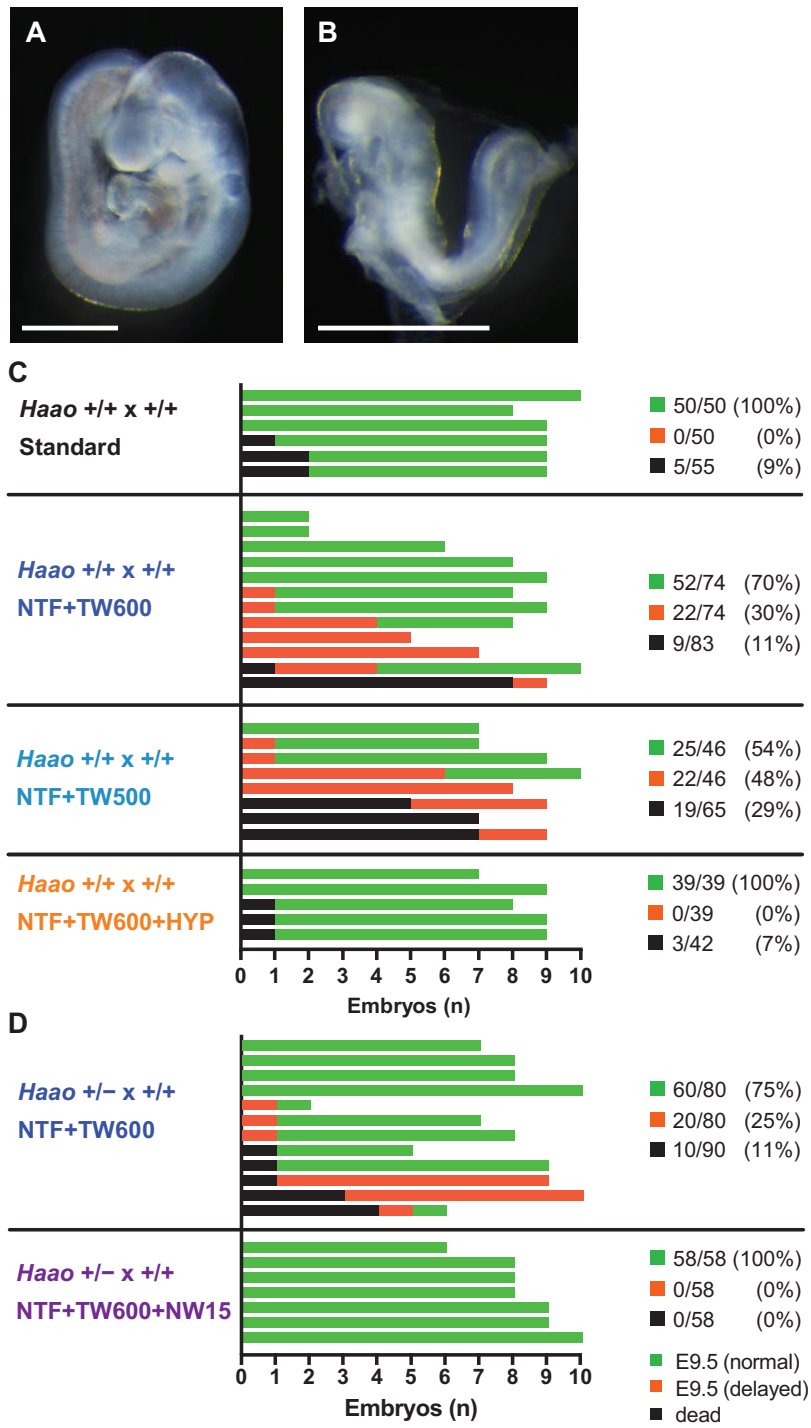 A
B
C
Haao +/+ x +/+
Standard
50/50 (100%)
0/50 (0%)
5/55 (9%)
Haao +/+ x +/+
NTF+TW600
52/74 (70%)
22/74 (30%)
9/83 (11%)
Haao +/+ x +/+
NTF+TW500
25/46 (54%)
22/46 (48%)
19/65 (29%)
Haao +/+ x +/+
NTF+TW600+HYP
39/39 (100%)
0/39 (0%)
3/42 (7%)
0 1 2 3 4 5 6 7 8 9 10
Embryos (n)
D
Haao +/− x +/+
NTF+TW600
60/80 (75%)
20/80 (25%)
10/90 (11%)
Haao +/− x +/+
NTF+TW600+NW15
58/58 (100%)
0/58 (0%)
0/58 (0%)
0 1 2 3 4 5 6 7 8 9 10
Embryos (n)
E9.5 (normal)
E9.5 (delayed)
dead